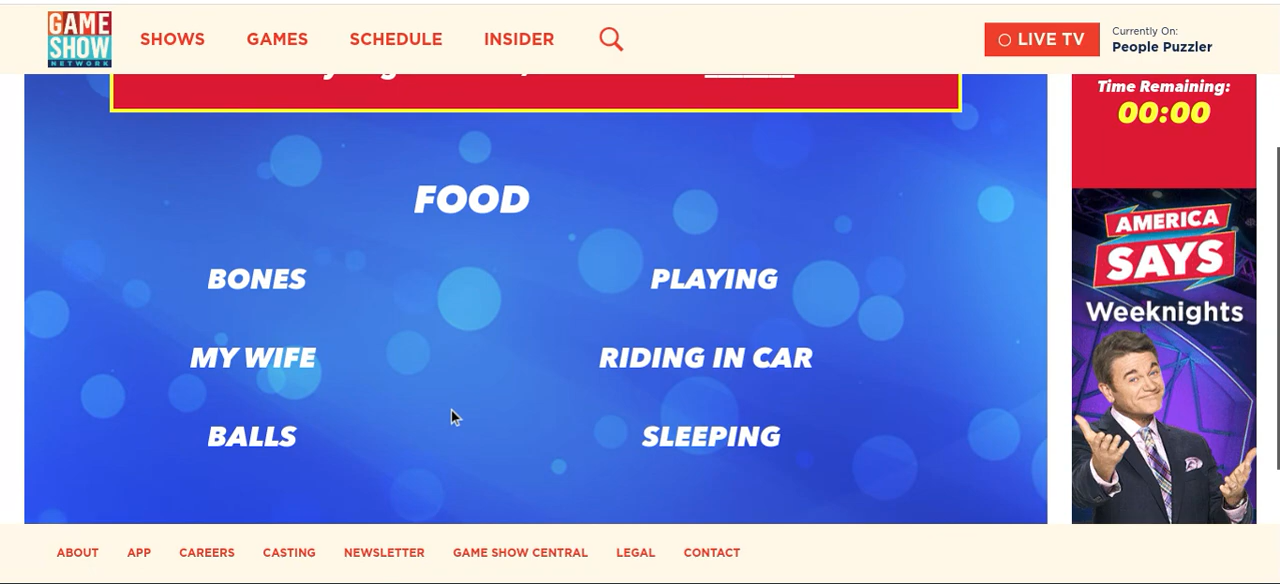 GAME
SHOW
NETWORK
SHOWS
GAMES
SCHEDULE
INSIDER
LIVE TV
Currently On:
People Puzzler
Time Remaining:
00:00
FOOD
BONES
PLAYING
MY WIFE
RIDING IN CAR
BALLS
SLEEPING
AMERICA
SAYS
Weeknights
ABOUT
APP
CAREERS
CASTING
NEWSLETTER
GAME SHOW CENTRAL
LEGAL
CONTACT